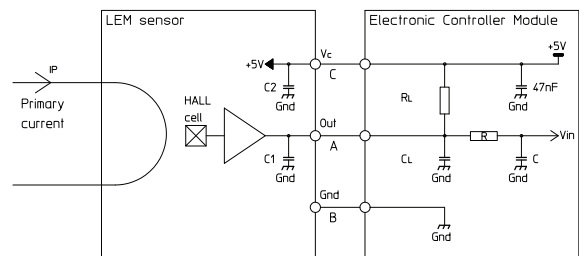 LEM sensor
Electronic Controller Module
IP
Primary
current
HALL
cell
+5V
C2
Gnd
Vc
C
+5V
47nF
Gnd
RL
Out
A
C1
Gnd
R
Vin
CL
Gnd
C
Gnd
Gnd
B
Gnd